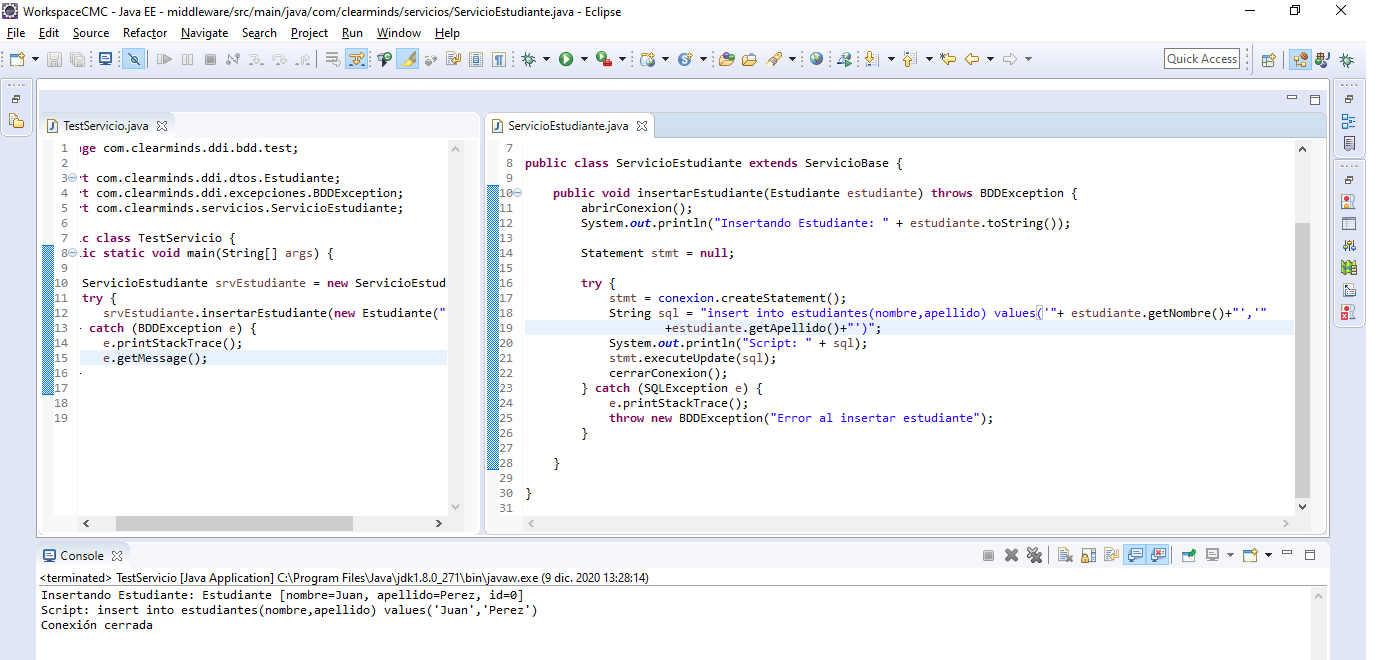 WorkspaceCMC - Java EE - middleware/src/main/java/com/clearminds/servicios/ServicioEstudiante.java - Eclipse
File Edit Source Refactor Navigate Search Project Run Window Help
Quick Access
TestServicio.java
1 age com.clearminds.ddi.bdd.test;
2
3 rt com.clearminds.ddi.dtos.Estudiante;
4 rt com.clearminds.ddi.excepciones.BDDException;
5 rt com.clearminds.servicios.ServicioEstudiante;
6
7 ic class TestServicio {
8 lic static void main(String[] args) {
9
10 ServicioEstudiante srvEstudiante = new ServicioEstud
11 try {
12 srvEstudiante.insertarEstudiante(new Estudiante("
13 catch (BDDException e) {
14 e.printStackTrace();
15 e.getMessage();
16
17
18
19
ServicioEstudiante.java
7
8 public class ServicioEstudiante extends ServicioBase {
9
10 public void insertarEstudiante(Estudiante estudiante) throws BDDException {
11 abrirConexion();
12 System.out.println("Insertando Estudiante: " + estudiante.toString());
13
14 Statement stmt = null;
15
16 try {
17 stmt = conexion.createStatement();
18 String sql = "insert into estudiantes(nombre,apellido) values('"+ estudiante.getNombre()+"','"
19 +estudiante.getApellido()+"')";
20 System.out.println("Script: " + sql);
21 stmt.executeUpdate(sql);
22 cerrarConexion();
23 } catch (SQLException e) {
24 e.printStackTrace();
25 throw new BDDException("Error al insertar estudiante");
26 }
27
28 }
29
30 }
31
Console
<terminated> TestServicio [Java Application] C:\Program Files\Java\jdk1.8.0_271\bin\javaw.exe (9 dic. 2020 13:28:14)
Insertando Estudiante: Estudiante [nombre=Juan, apellido=Perez, id=0]
Script: insert into estudiantes(nombre,apellido) values('Juan','Perez')
Conexión cerrada